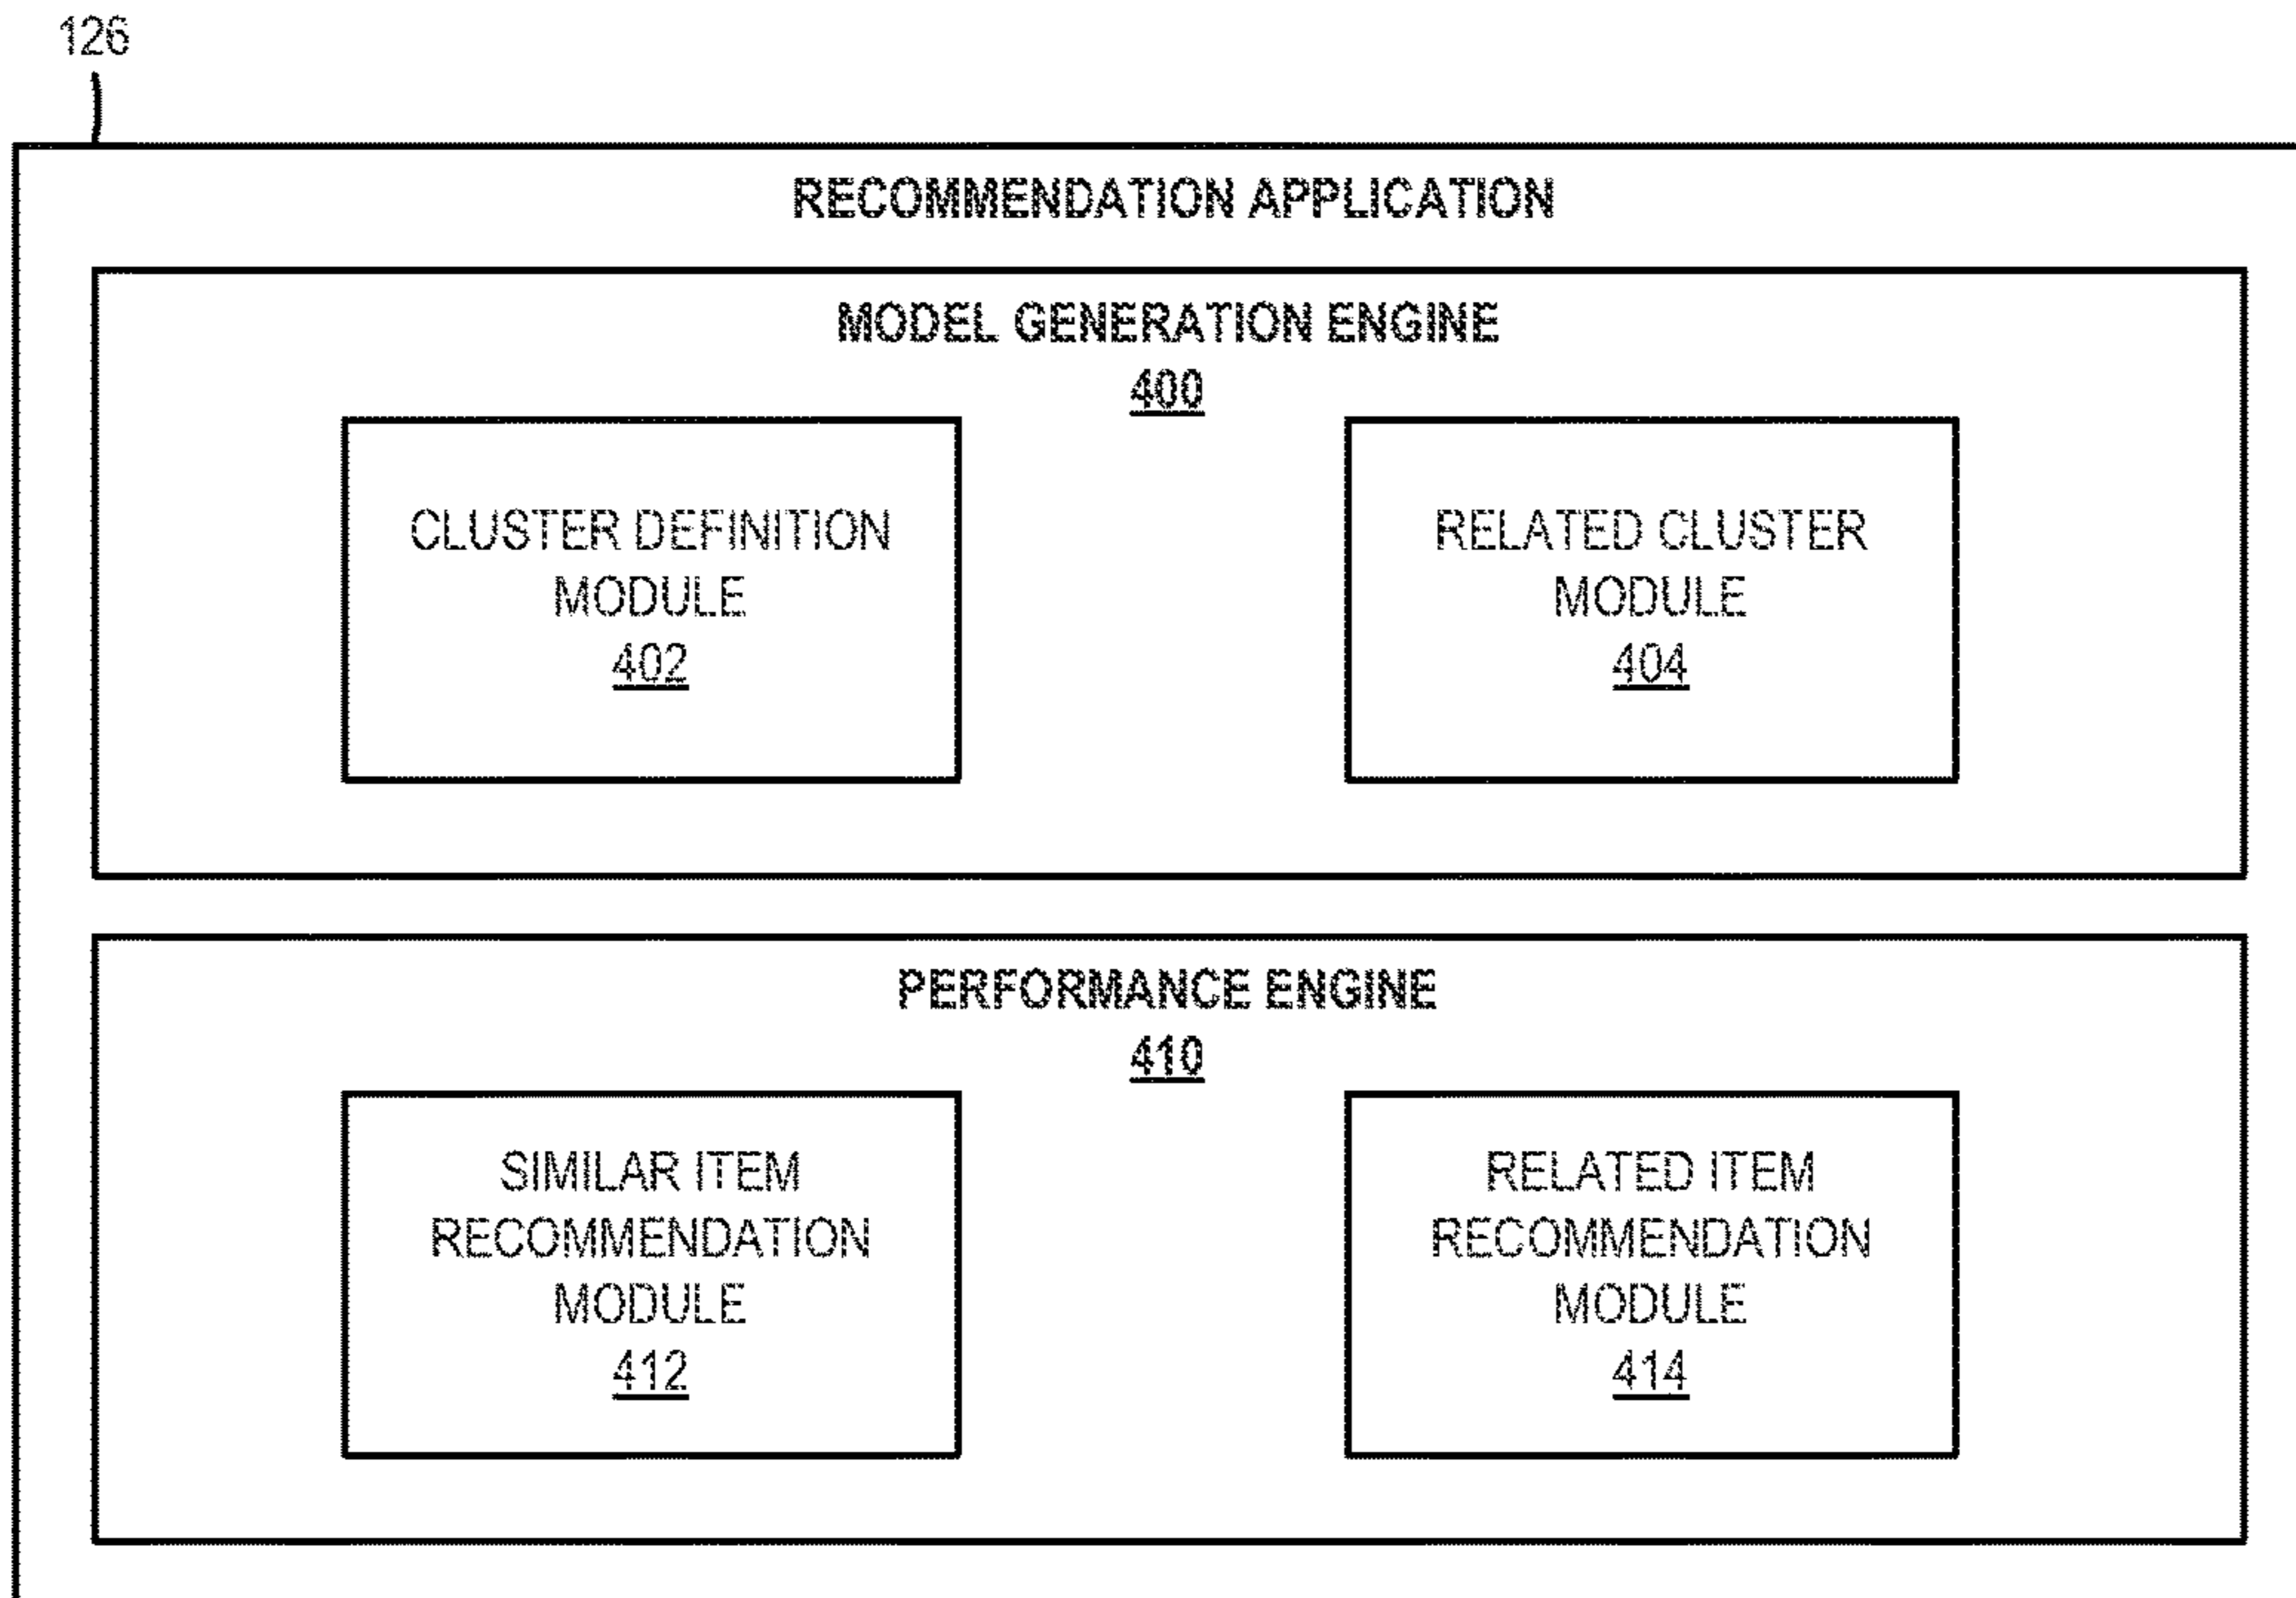 126
RECOMMENDATION APPLICATION
MODEL GENERATION ENGINE
400
CLUSTER DEFINITION
MODULE
402
RELATED CLUSTER
MODULE
404
PERFORMANCE ENGINE
410
SIMILAR ITEM
RECOMMENDATION
MODULE
412
RELATED ITEM
RECOMMENDATION
MODULE
414